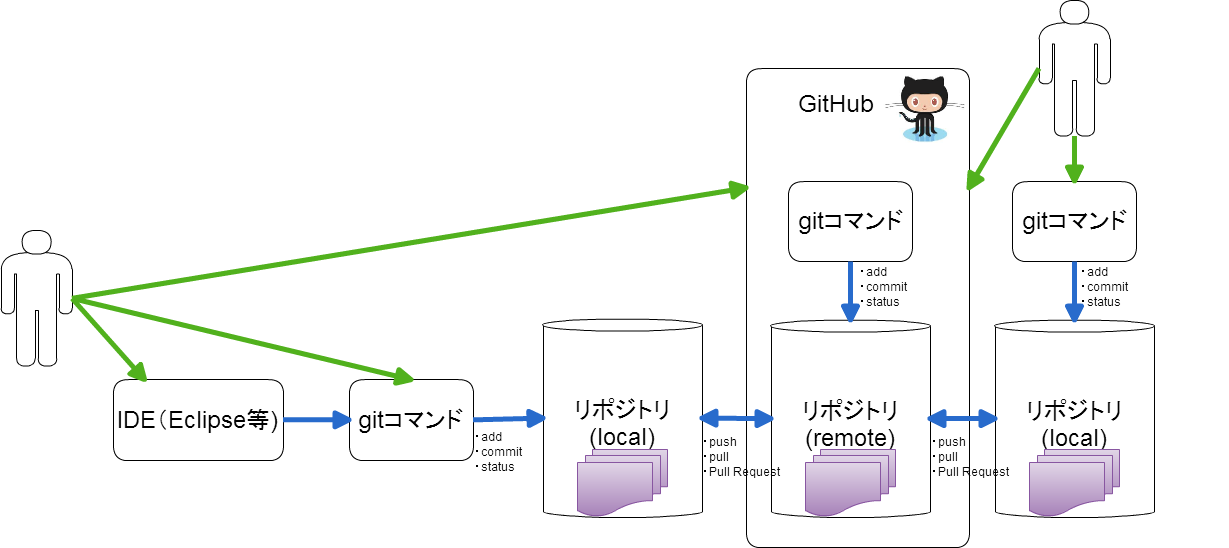 GitHub
gitコマンド
gitコマンド
・add
・commit
・status
・add
・commit
・status
IDE（Eclipse等)
gitコマンド
・add
・commit
・status
リポジトリ
(local)
・push
・pull
・Pull Request
リポジトリ
(remote)
・push
・pull
・Pull Request
リポジトリ
(local)